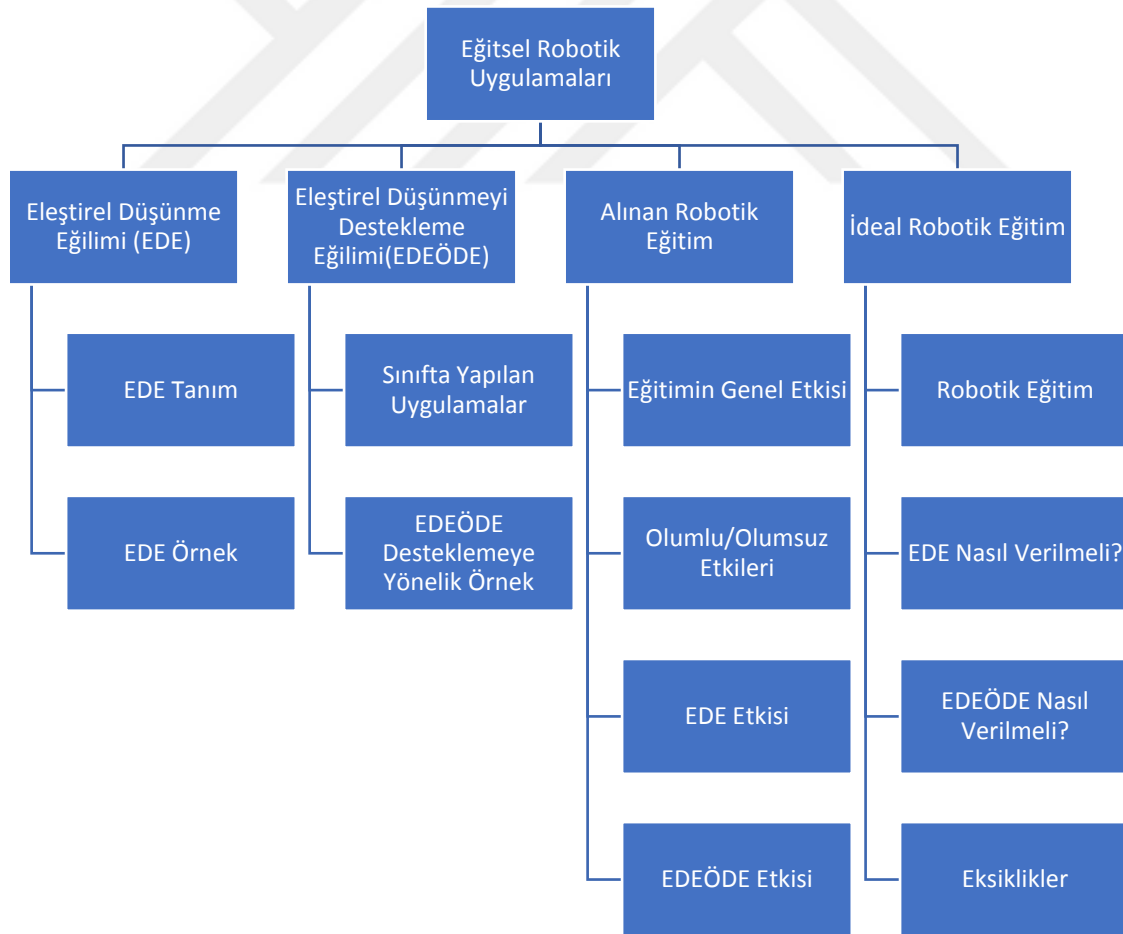 Eğitsel Robotik
Uygulamaları
Eleştirel Düşünme
Eğilimi (EDE)
Eleştirel Düşünmeyi
Destekleme
Eğilimi(EDEÖDE)
Alınan Robotik
Eğitim
İdeal Robotik Eğitim
EDE Tanım
EDE Örnek
Sınıfta Yapılan
Uygulamalar
EDEÖDE
Desteklemeye
Yönelik Örnek
Eğitimin Genel Etkisi
Olumlu/Olumsuz
Etkileri
EDE Etkisi
EDEÖDE Etkisi
Robotik Eğitim
EDE Nasıl Verilmeli?
EDEÖDE Nasıl
Verilmeli?
Eksiklikler